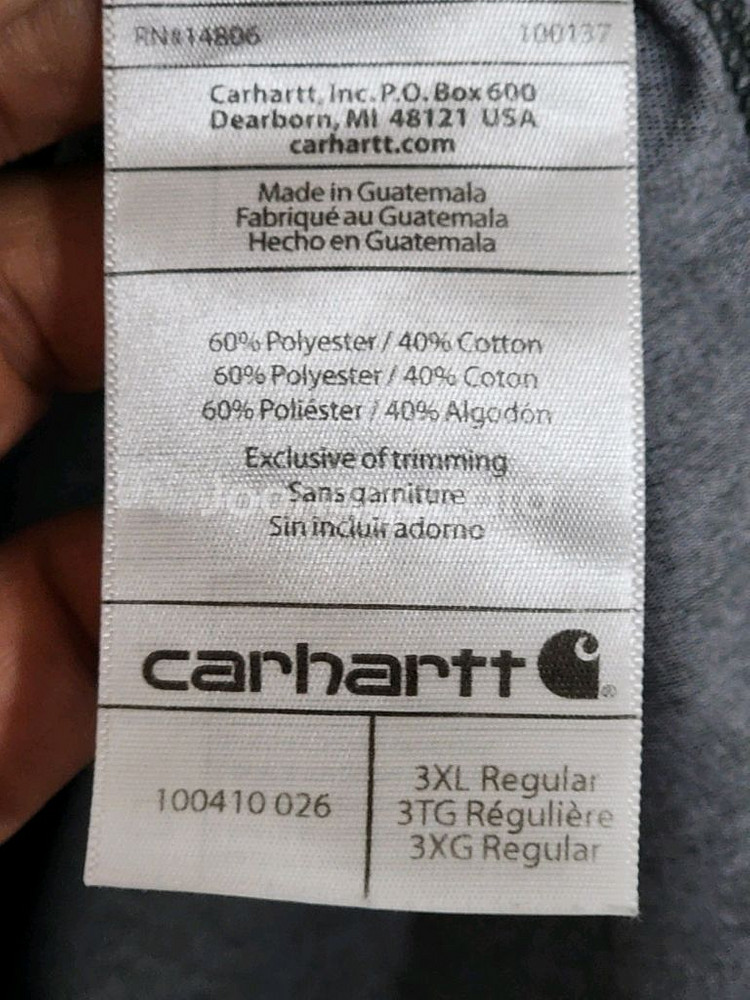 RN#14806 100137
Carhartt, Inc. P.O. Box 600
Dearborn, MI 48121 USA
carhartt.com
Made in Guatemala
Fabriqué au Guatemala
Hecho en Guatemala
60% Polyester / 40% Cotton
60% Polyester / 40% Coton
60% Poliéster / 40% Algodón
Exclusive of trimming
Sans garniture
Sin incluir adorno
carhartt ®
100410 026
3XL Regular
3TG Régulière
3XG Regular